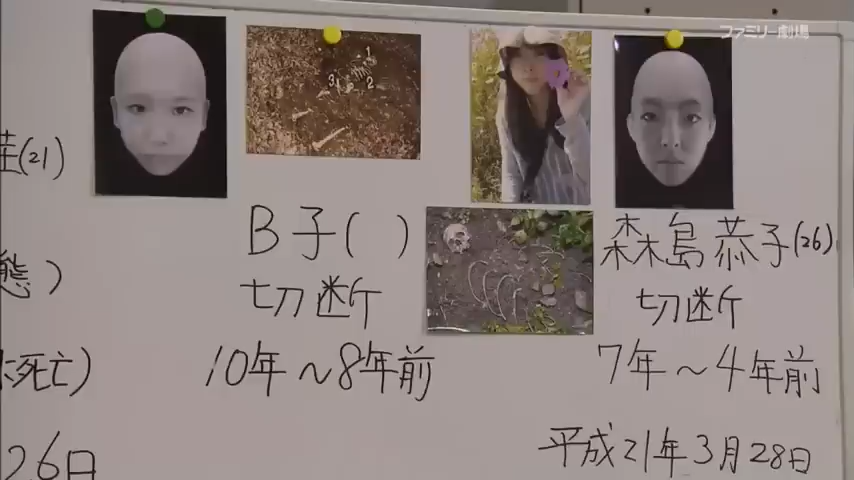 ファミリー劇場
1
3
2
(21)
B子( )
森島恭子(26)
態)
切断
切断
死亡)
10年～8年前
7年～4年前
26日
平成21年3月28日